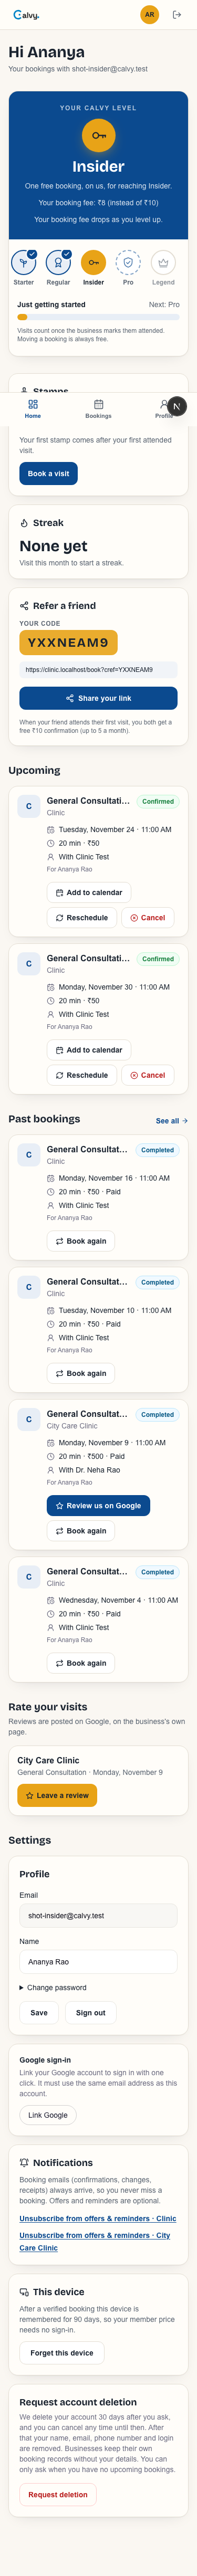 Calvy.
AR
Hi Ananya
Your bookings with shot-insider@calvy.test
YOUR CALVY LEVEL
Insider
One free booking, on us, for reaching Insider.
Your booking fee: ₹8 (instead of ₹10)
Your booking fee drops as you level up.
Starter
Regular
Insider
Pro
Legend
Just getting started
Next: Pro
Visits count once the business marks them attended.
Moving a booking is always free.
Stamps
Home
Bookings
Profile
N
Your first stamp comes after your first attended
visit.
Book a visit
Streak
None yet
Visit this month to start a streak.
Refer a friend
YOUR CODE
YXXNEAM9
https://clinic.localhost/book?cref=YXXNEAM9
Share your link
When your friend attends their first visit, you both get a
free ₹10 confirmation (up to 5 a month).
Upcoming
C
General Consultati...
Confirmed
Clinic
Tuesday, November 24 · 11:00 AM
20 min · ₹50
With Clinic Test
For Ananya Rao
Add to calendar
Reschedule
Cancel
C
General Consultati...
Confirmed
Clinic
Monday, November 30 · 11:00 AM
20 min · ₹50
With Clinic Test
For Ananya Rao
Add to calendar
Reschedule
Cancel
Past bookings
See all →
C
General Consultat...
Completed
Clinic
Monday, November 16 · 11:00 AM
20 min · ₹50 · Paid
With Clinic Test
For Ananya Rao
Book again
C
General Consultat...
Completed
Clinic
Tuesday, November 10 · 11:00 AM
20 min · ₹50 · Paid
With Clinic Test
For Ananya Rao
Book again
C
General Consultat...
Completed
City Care Clinic
Monday, November 9 · 11:00 AM
20 min · ₹500 · Paid
With Dr. Neha Rao
For Ananya Rao
Review us on Google
Book again
C
General Consultat...
Completed
Clinic
Wednesday, November 4 · 11:00 AM
20 min · ₹50 · Paid
With Clinic Test
For Ananya Rao
Book again
Rate your visits
Reviews are posted on Google, on the business's own
page.
City Care Clinic
General Consultation · Monday, November 9
Leave a review
Settings
Profile
Email
shot-insider@calvy.test
Name
Ananya Rao
Change password
Save
Sign out
Google sign-in
Link your Google account to sign in with one
click. It must use the same email address as this
account.
Link Google
Notifications
Booking emails (confirmations, changes,
receipts) always arrive, so you never miss a
booking. Offers and reminders are optional.
Unsubscribe from offers & reminders · Clinic
Unsubscribe from offers & reminders · City
Care Clinic
This device
After a verified booking this device is
remembered for 90 days, so your member price
needs no sign-in.
Forget this device
Request account deletion
We delete your account 30 days after you ask,
and you can cancel any time until then. After
that your name, email, phone number and login
are removed. Businesses keep their own
booking records without your details. You can
only ask when you have no upcoming bookings.
Request deletion